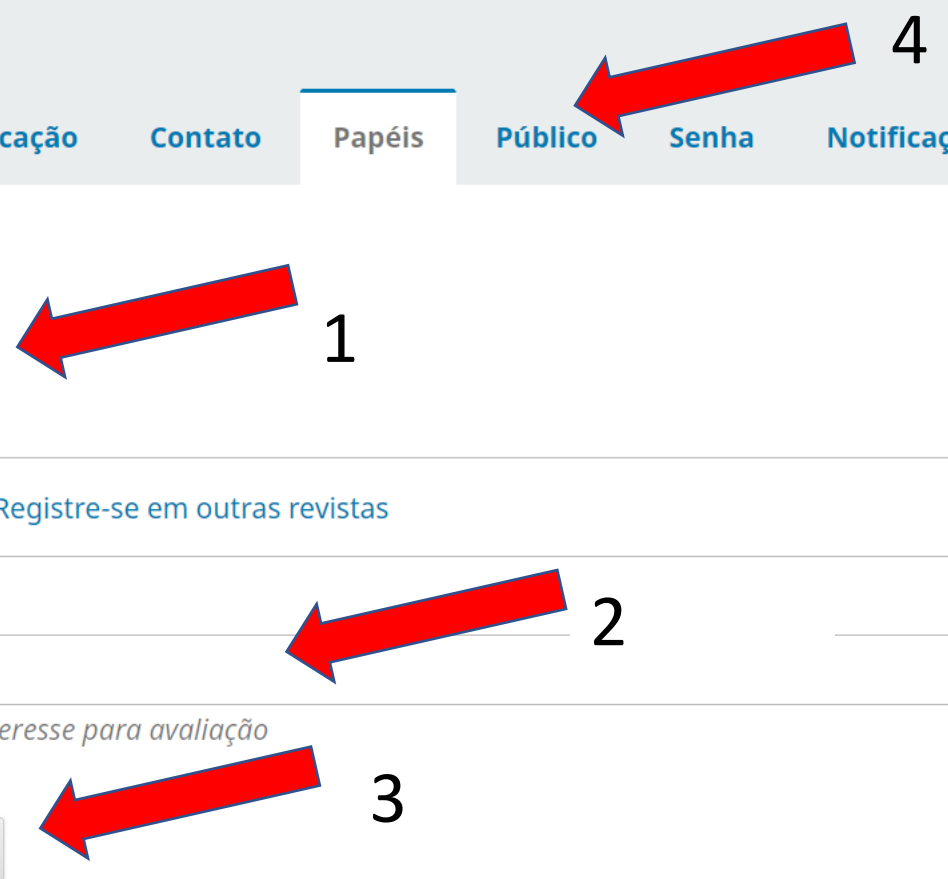 4
cação Contato Papéis Público Senha Notificaç
1
Registre-se em outras revistas
2
eresse para avaliação
3